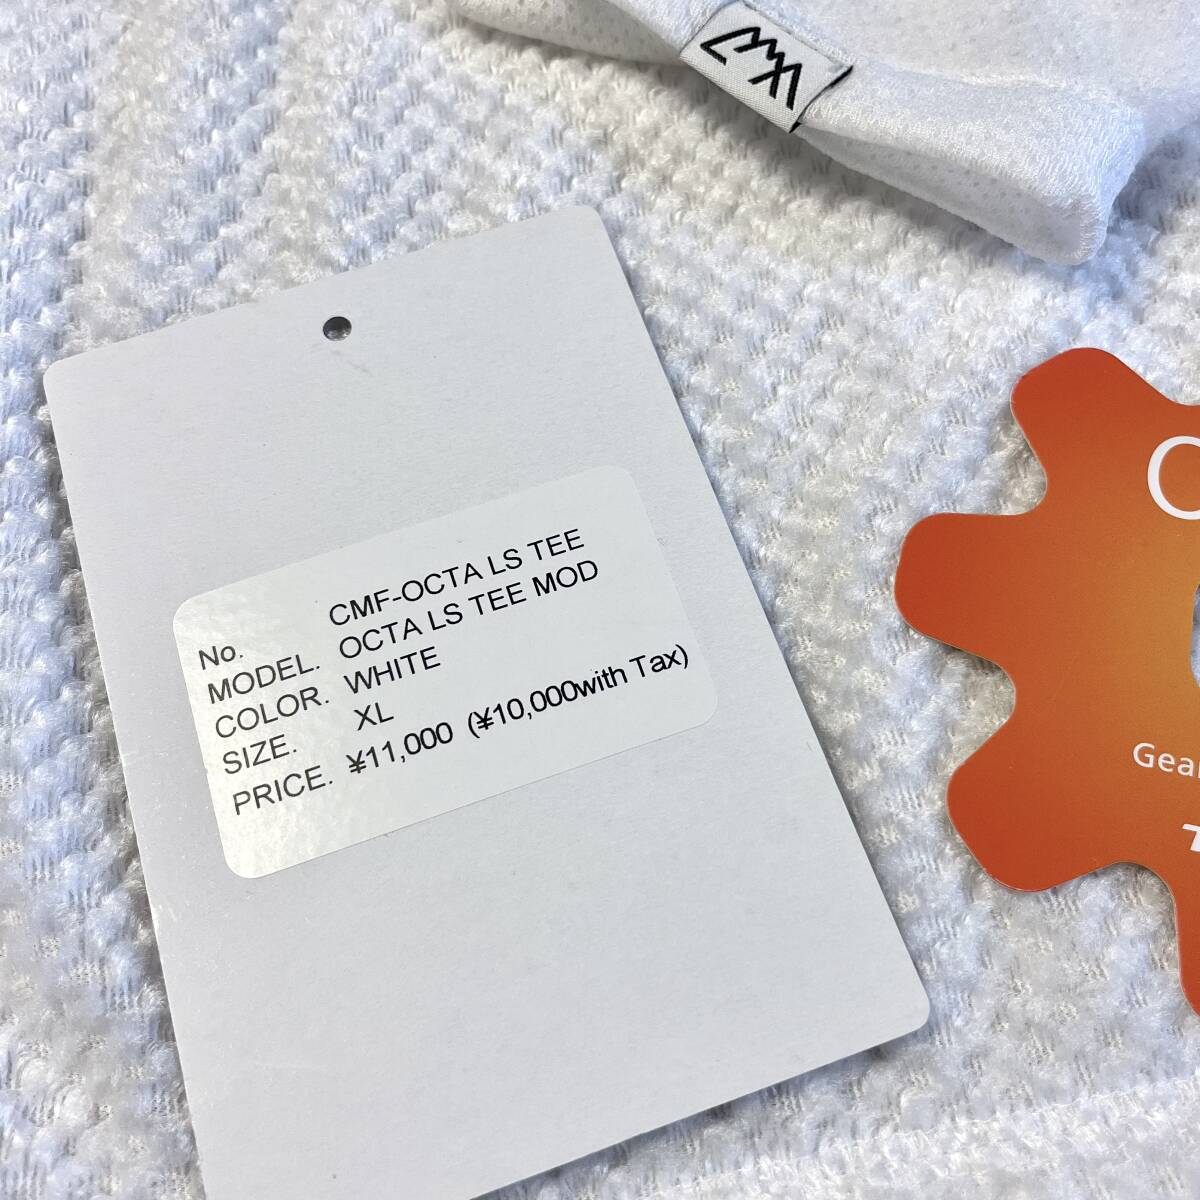 No. CMF-OCTA LS TEE
MODEL. OCTA LS TEE MOD
COLOR. WHITE
SIZE. XL
PRICE. ¥11,000 (¥10,000with Tax)